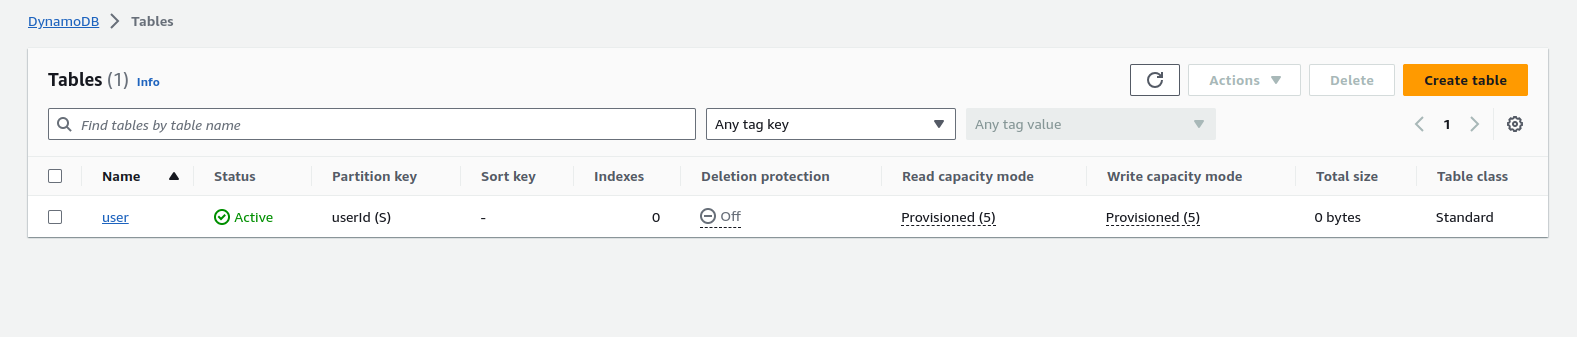 DynamoDB > Tables
Tables (1) Info
Actions Delete Create table
Find tables by table name Any tag key Any tag value 1
Name Status Partition key Sort key Indexes Deletion protection Read capacity mode Write capacity mode Total size Table class
user Active userId (S) - 0 Off Provisioned (5) Provisioned (5) 0 bytes Standard